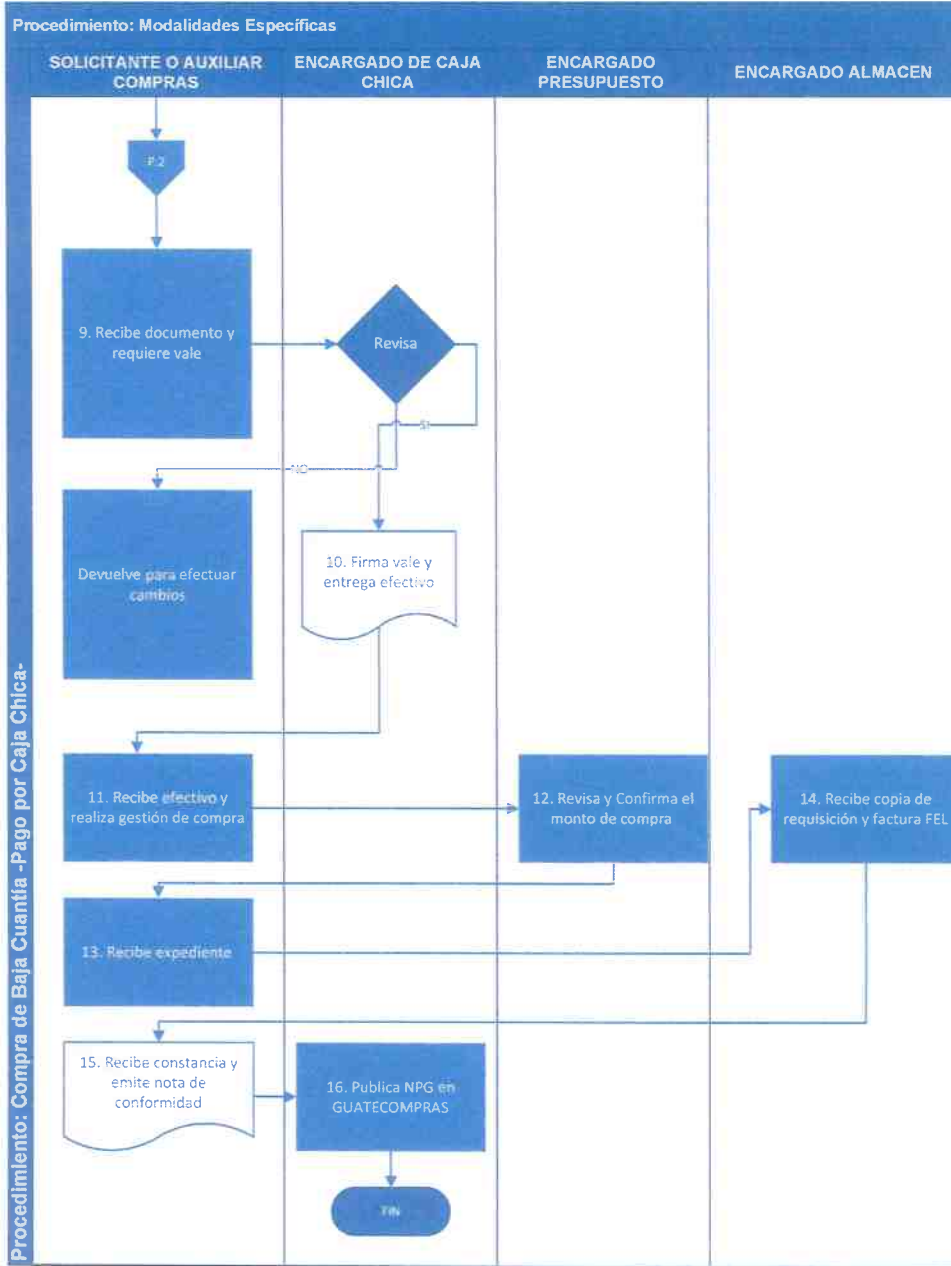 Procedimiento: Modalidades Específicas
SOLICITANTE O AUXILIAR
COMPRAS
ENCARGADO DE CAJA
CHICA
ENCARGADO
PRESUPUESTO
ENCARGADO ALMACEN
P.2
9. Recibe documento y
requiere vale
Revisa
SI
NO
Devuelve para efectuar
cambios
10. Firma vale y
entrega efectivo
11. Recibe efectivo y
realiza gestión de compra
12. Revisa y Confirma el
monto de compra
14. Recibe copia de
requisición y factura FEL
13. Recibe expediente
15. Recibe constancia y
emite nota de
conformidad
16. Publica NPG en
GUATECOMPRAS
FIN
Procedimiento: Compra de Baja Cuantía -Pago por Caja Chica-